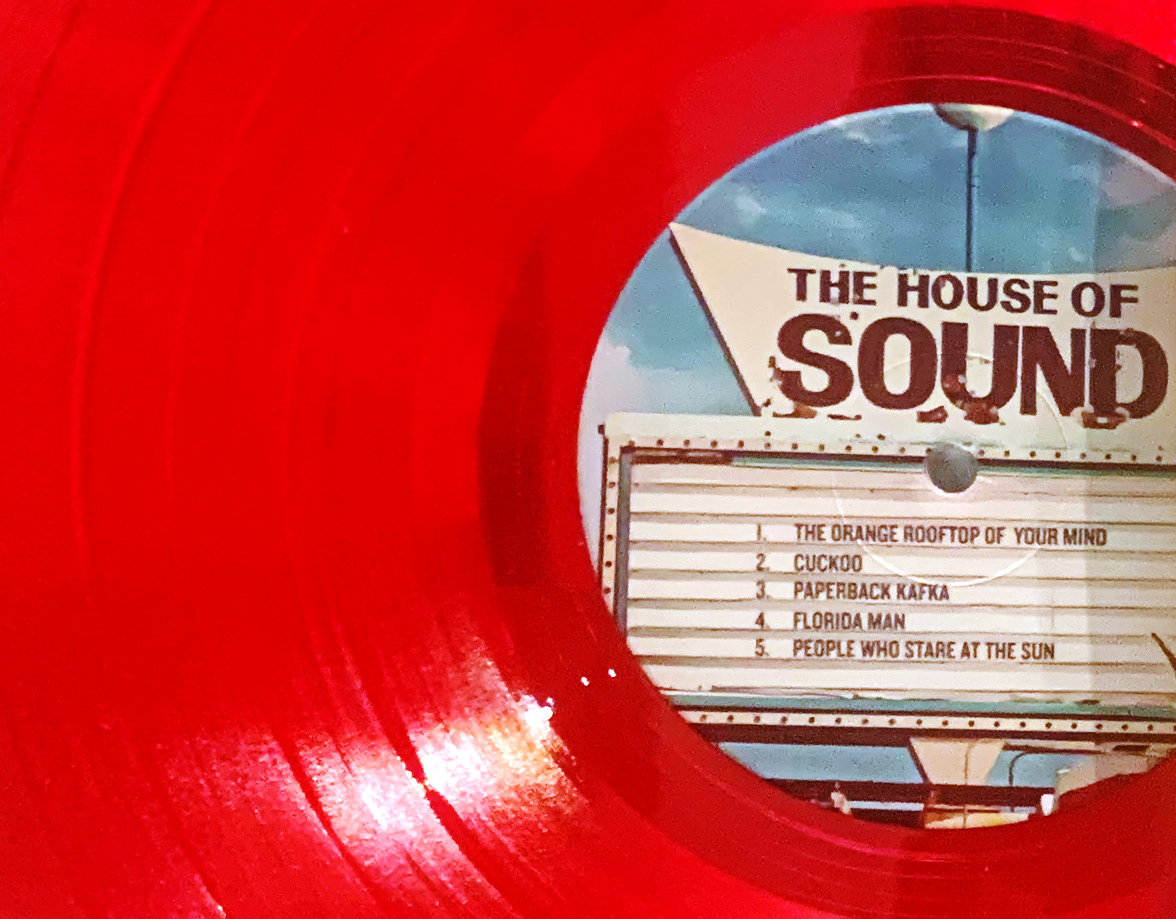 THE HOUSE OF
SOUND
1. THE ORANGE ROOFTOP OF YOUR MIND
2. CUCKOO
3. PAPERBACK KAFKA
4. FLORIDA MAN
5. PEOPLE WHO STARE AT THE SUN